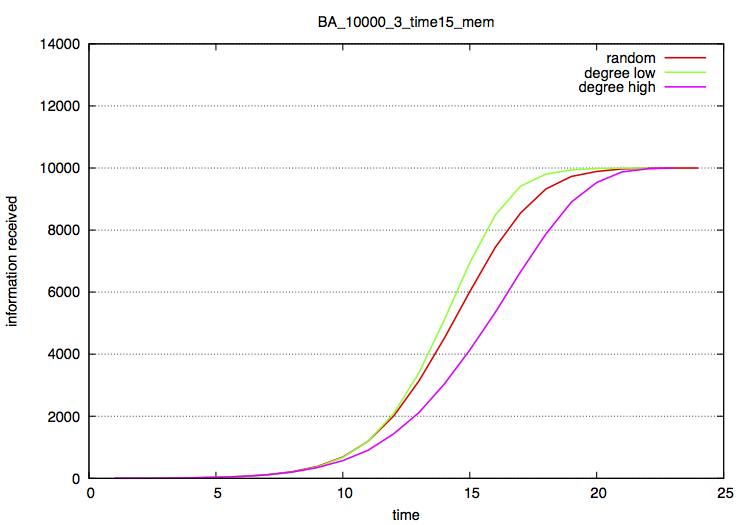 BA_10000_3_time15_mem
14000
12000
10000
8000
6000
4000
2000
0
information received
random
degree low
degree high
0 5 10 15 20 25
time